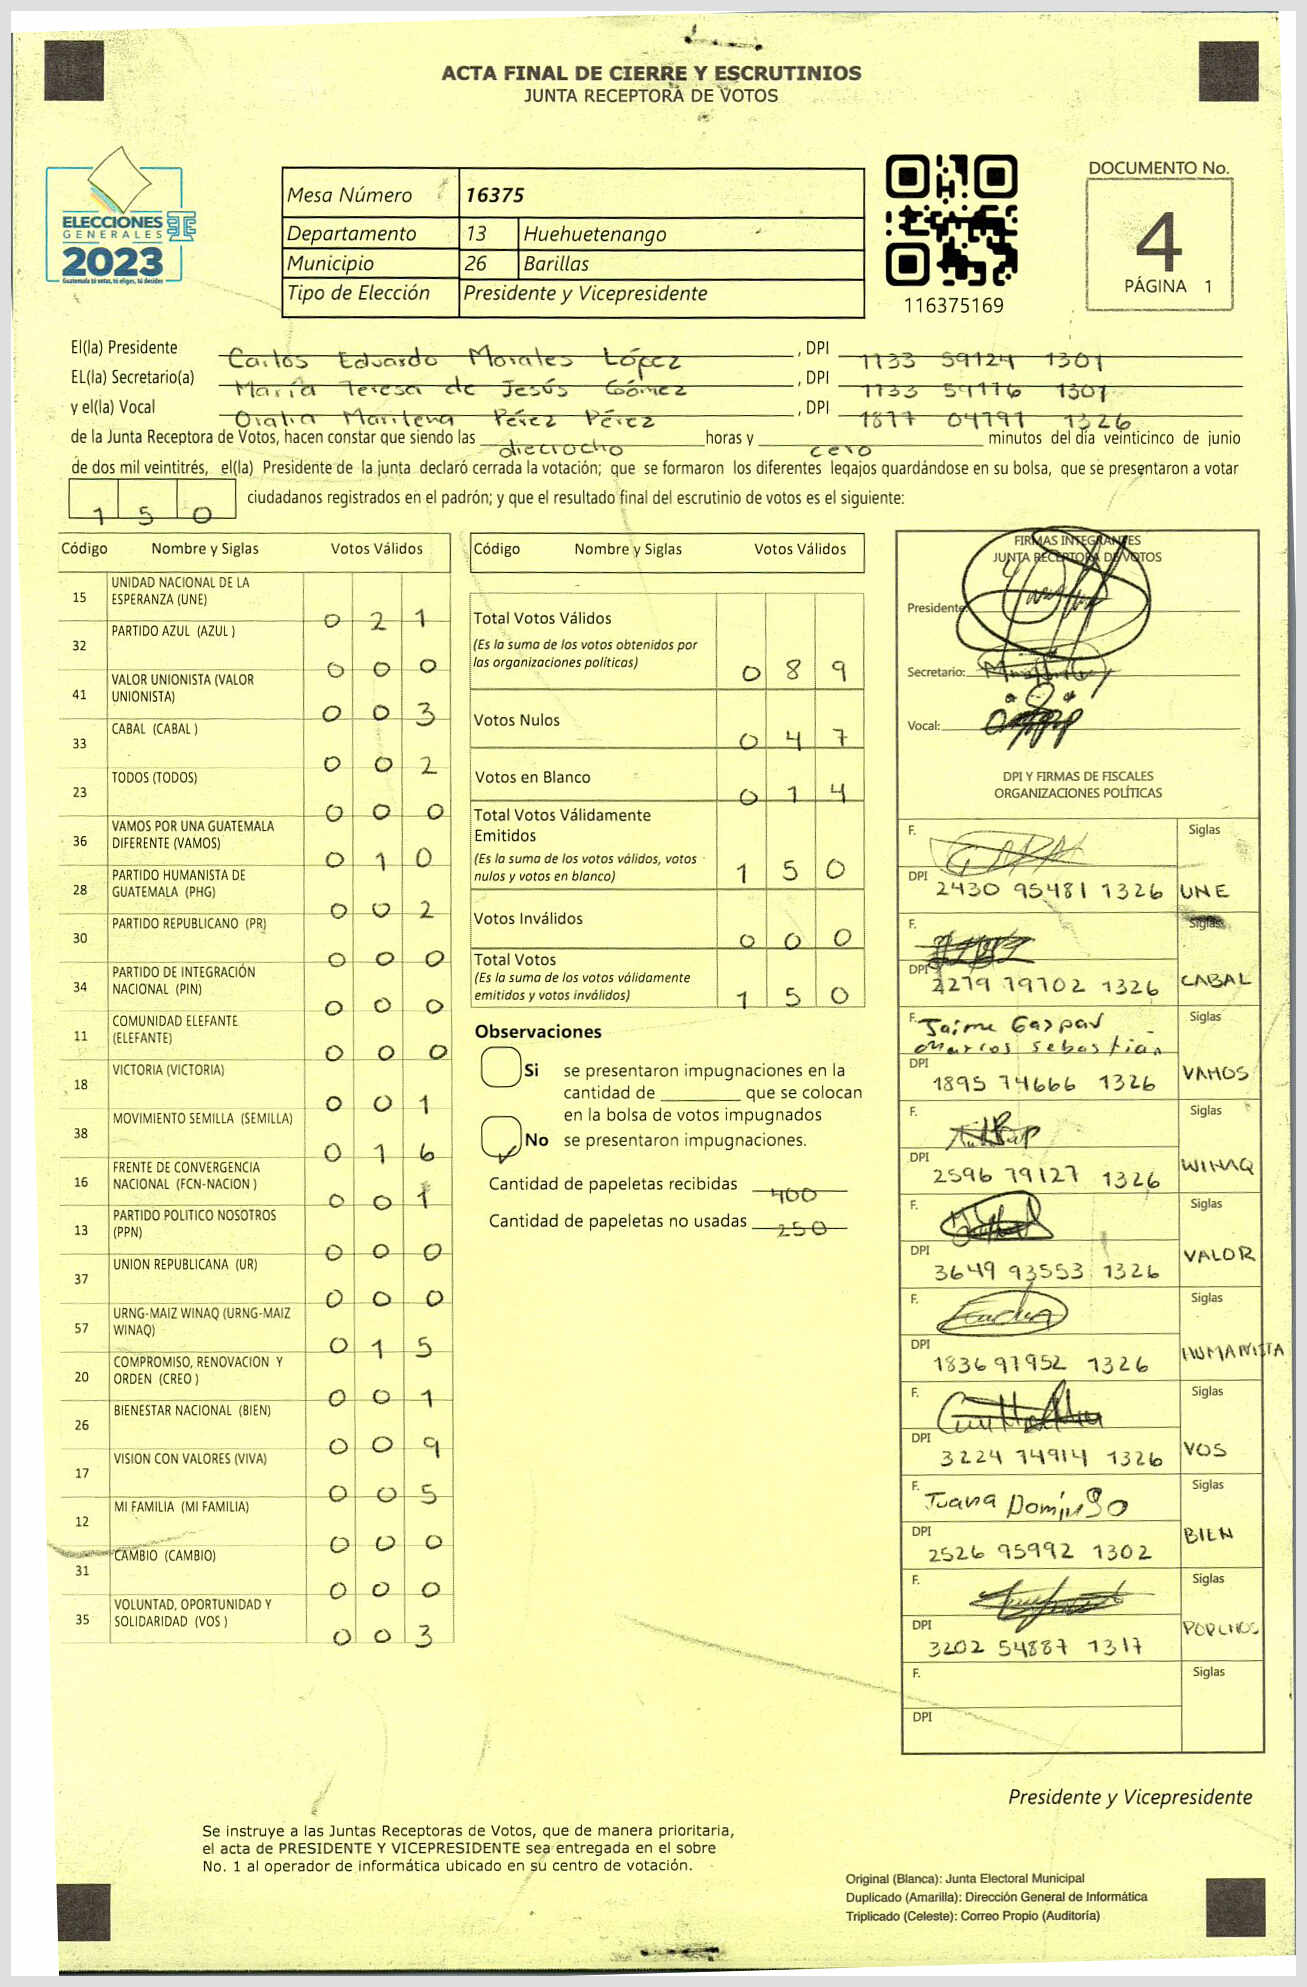 ACTA FINAL DE CIERRE Y ESCRUTINIOS
JUNTA RECEPTORA DE VOTOS
ELECCIONES
GENERALES
2023
Guatemala tú votas, tú eliges, tú decides
Mesa Número 16375
Departamento 13 Huehuetenango
Municipio 26 Barillas
Tipo de Elección Presidente y Vicepresidente
116375169
DOCUMENTO No.
4
PÁGINA 1
El(la) Presidente Carlos Eduardo Morales López, DPI 1733 59124 1301
EL(la) Secretario(a) María Teresa de Jesús Gómez, DPI 1733 54776 1301
y el(la) Vocal Marilena Pérez Pérez, DPI 1877 04791 1326
de la Junta Receptora de Votos, hacen constar que siendo las dieciocho horas y cero minutos del día veinticinco de junio
de dos mil veintitrés, el(la) Presidente de la junta declaró cerrada la votación; que se formaron los diferentes legajos guardándose en su bolsa, que se presentaron a votar
150 ciudadanos registrados en el padrón; y que el resultado final del escrutinio de votos es el siguiente:
Código Nombre y Siglas Votos Válidos
15 UNIDAD NACIONAL DE LA ESPERANZA (UNE) 0 2 1
32 PARTIDO AZUL (AZUL ) 0 0 0
41 VALOR UNIONISTA (VALOR UNIONISTA) 0 0 3
33 CABAL (CABAL ) 0 0 2
23 TODOS (TODOS) 0 0 0
36 VAMOS POR UNA GUATEMALA DIFERENTE (VAMOS) 0 1 0
28 PARTIDO HUMANISTA DE GUATEMALA (PHG) 0 0 2
30 PARTIDO REPUBLICANO (PR) 0 0 0
34 PARTIDO DE INTEGRACIÓN NACIONAL (PIN) 0 0 0
11 COMUNIDAD ELEFANTE (ELEFANTE) 0 0 0
18 VICTORIA (VICTORIA) 0 0 1
38 MOVIMIENTO SEMILLA (SEMILLA) 0 1 6
16 FRENTE DE CONVERGENCIA NACIONAL (FCN-NACION ) 0 0 1
13 PARTIDO POLITICO NOSOTROS (PPN) 0 0 0
37 UNION REPUBLICANA (UR) 0 0 0
57 URNG-MAIZ WINAQ (URNG-MAIZ WINAQ) 0 1 5
20 COMPROMISO, RENOVACION Y ORDEN (CREO ) 0 0 1
26 BIENESTAR NACIONAL (BIEN) 0 0 9
17 VISION CON VALORES (VIVA) 0 0 5
12 MI FAMILIA (MI FAMILIA) 0 0 0
31 CAMBIO (CAMBIO) 0 0 0
35 VOLUNTAD, OPORTUNIDAD Y SOLIDARIDAD (VOS ) 0 0 3
Código Nombre y Siglas Votos Válidos
Total Votos Válidos 0 8 9
(Es la suma de los votos obtenidos por
las organizaciones políticas)
Votos Nulos 0 4 7
Votos en Blanco 0 1 4
Total Votos Válidamente
Emitidos 1 5 0
(Es la suma de los votos válidos, votos
nulos y votos en blanco)
Votos Inválidos 0 0 0
Total Votos 1 5 0
(Es la suma de los votos válidamente
emitidos y votos inválidos)
Observaciones
Si se presentaron impugnaciones en la
cantidad de ________ que se colocan
en la bolsa de votos impugnados
No se presentaron impugnaciones.
Cantidad de papeletas recibidas 400
Cantidad de papeletas no usadas 250
FIRMAS INTEGRANTES
JUNTA RECEPTORA DE VOTOS
Presidente:
Secretario:
Vocal:
DPI Y FIRMAS DE FISCALES
ORGANIZACIONES POLÍTICAS
F. Siglas
DPI 2430 95481 1326 UNE
F. Siglas
DPI 2279 79702 1326 CABAL
F. Jaime Gaspar Siglas
Marcos Sebastián
DPI 1895 74666 1326 VAMOS
F. Siglas
DPI 2596 79127 1326 WINAQ
F. Siglas
DPI 3649 93553 1326 VALOR
F. Siglas
DPI 1836 97952 1326 HUMANISTA
F. Siglas
DPI 3224 74914 1326 VOS
F. Juana Domingo Siglas
DPI 2526 95992 1302 BIEN
F. Siglas
DPI 3202 54887 1317
F. Siglas
DPI
Presidente y Vicepresidente
Se instruye a las Juntas Receptoras de Votos, que de manera prioritaria,
el acta de PRESIDENTE Y VICEPRESIDENTE sea entregada en el sobre
No. 1 al operador de informática ubicado en su centro de votación.
Original (Blanca): Junta Electoral Municipal
Duplicado (Amarilla): Dirección General de Informática
Triplicado (Celeste): Correo Propio (Auditoría)